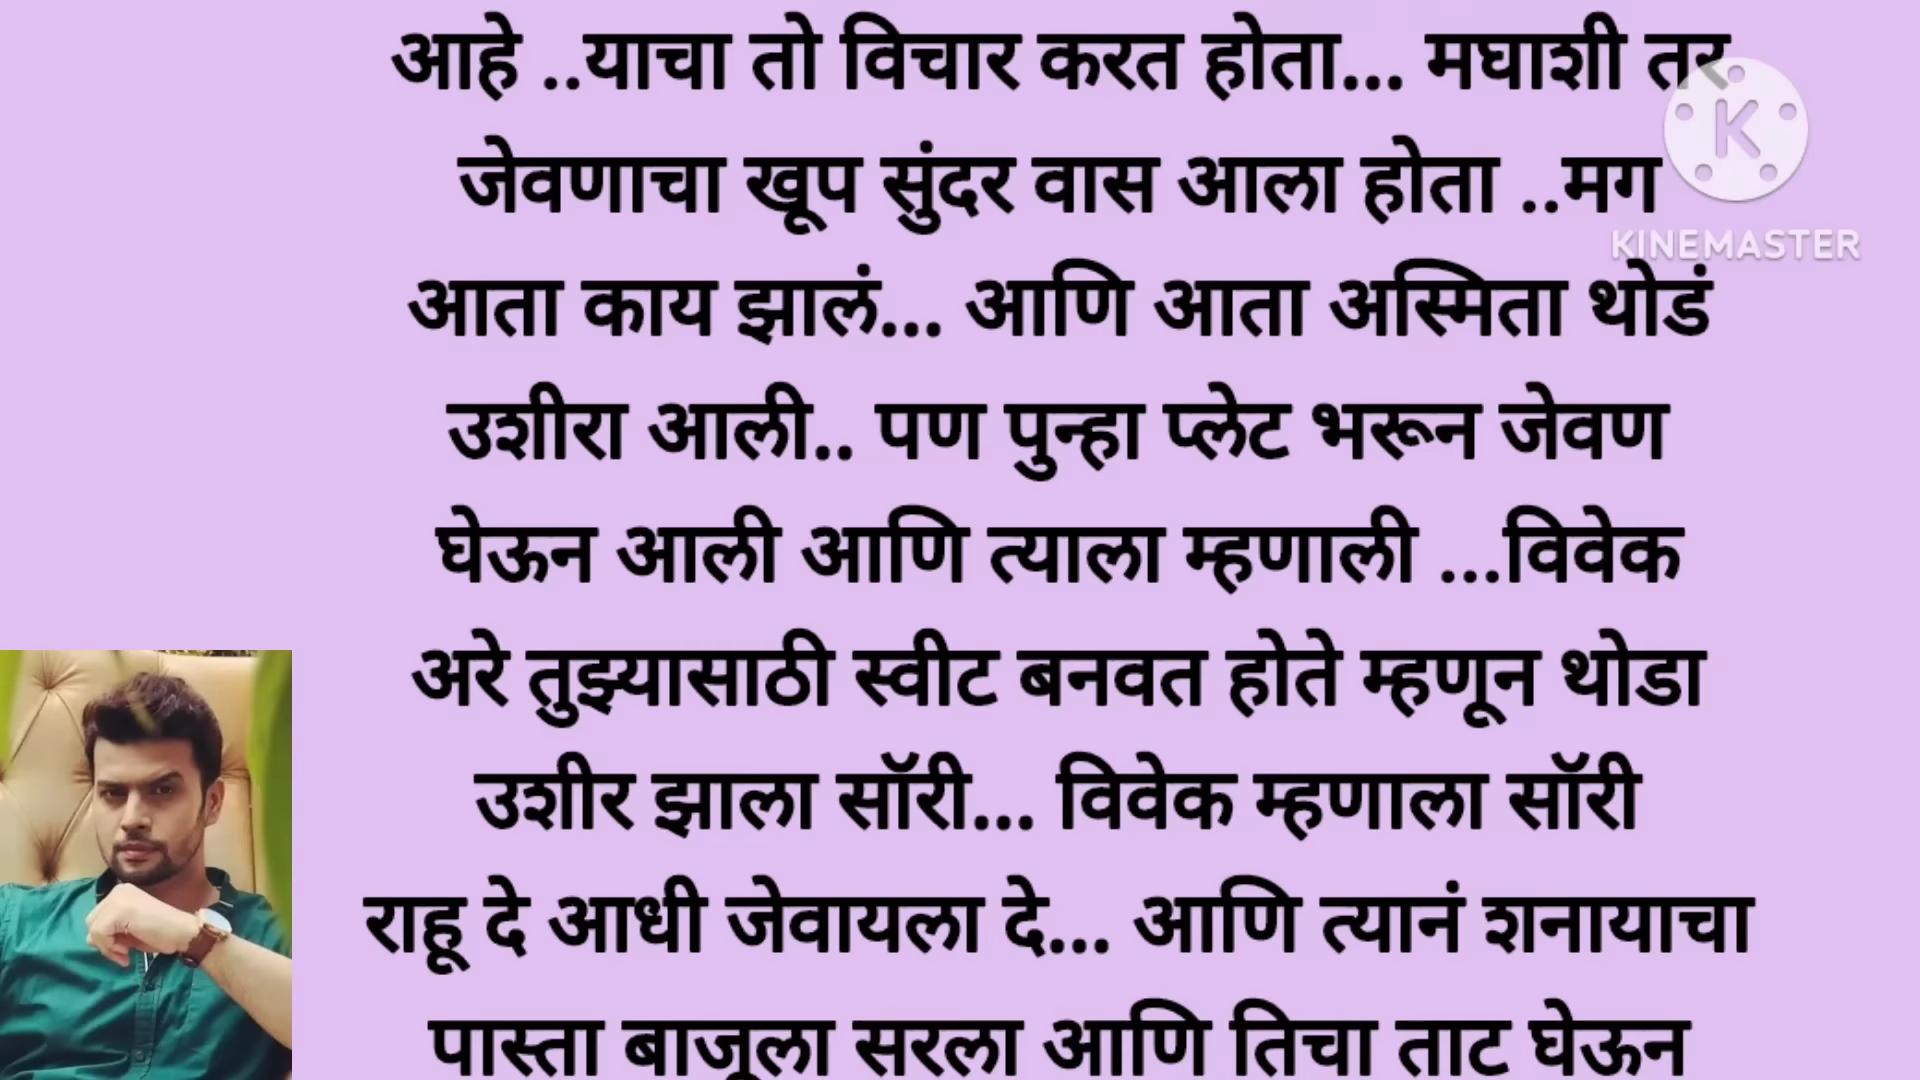 आहे ..याचा तो विचार करत होता... मघाशी तर
जेवणाचा खूप सुंदर वास आला होता ..मग
KINEMASTER
आता काय झालं... आणि आता अस्मिता थोडं
उशीरा आली.. पण पुन्हा प्लेट भरून जेवण
घेऊन आली आणि त्याला म्हणाली ...विवेक
अरे तुझ्यासाठी स्वीट बनवत होते म्हणून थोडा
उशीर झाला सॉरी... विवेक म्हणाला सॉरी
राहू दे आधी जेवायला दे... आणि त्यानं शनायाचा
पास्ता बाजूला सरला आणि तिचा ताट घेऊन